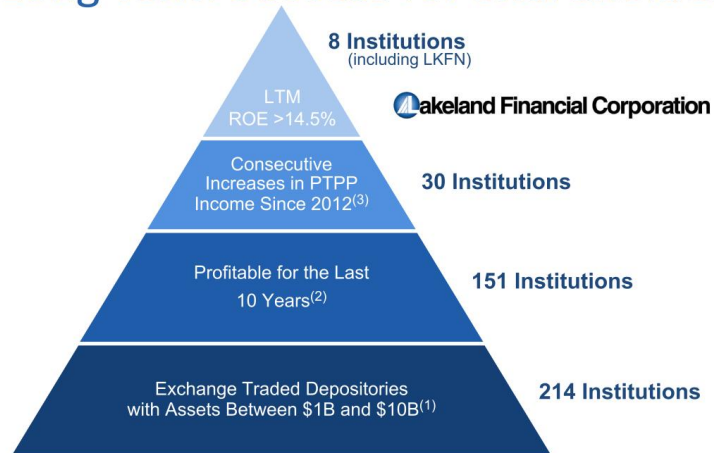 8 Institutions
(including LKFN)
LTM
ROE >14.5%
Lakeland Financial Corporation
Consecutive
Increases in PTPP
Income Since 2012(3)
30 Institutions
Profitable for the Last
10 Years(2)
151 Institutions
Exchange Traded Depositories
with Assets Between $1B and $10B(1)
214 Institutions